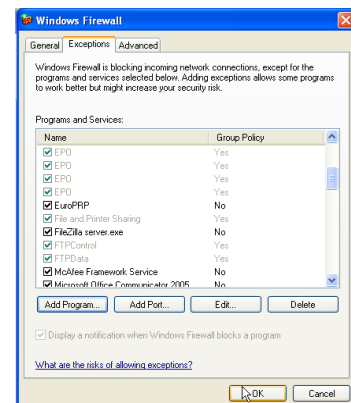 Windows Firewall
General Exceptions Advanced
Windows Firewall is blocking incoming network connections, except for the
programs and services selected below. Adding exceptions allows some programs
to work better but might increase your security risk.
Programs and Services:
Name Group Policy
EPO Yes
EPO Yes
EPO Yes
EPO Yes
EuroPRP No
File and Printer Sharing Yes
FileZilla server.exe No
FTPControl Yes
FTPData Yes
McAfee Framework Service No
Microsoft Office Communicator 2005 No
Add Program... Add Port... Edit... Delete
Display a notification when Windows Firewall blocks a program
What are the risks of allowing exceptions?
OK Cancel